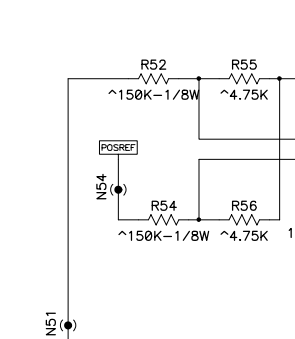 R52 R55
^150K-1/8W ^4.75K
POSREF
N54
R54 R56
^150K-1/8W ^4.75K 1
N51